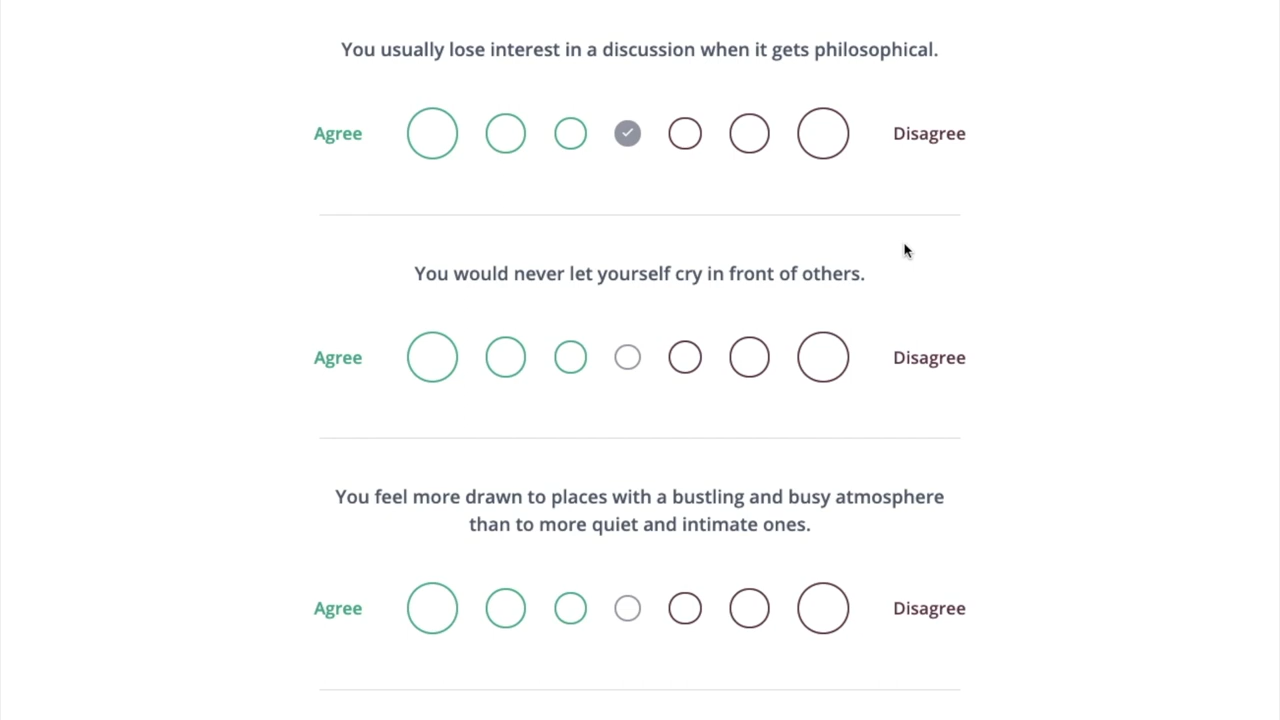 You usually lose interest in a discussion when it gets philosophical.
Agree Disagree
You would never let yourself cry in front of others.
Agree Disagree
You feel more drawn to places with a bustling and busy atmosphere
than to more quiet and intimate ones.
Agree Disagree